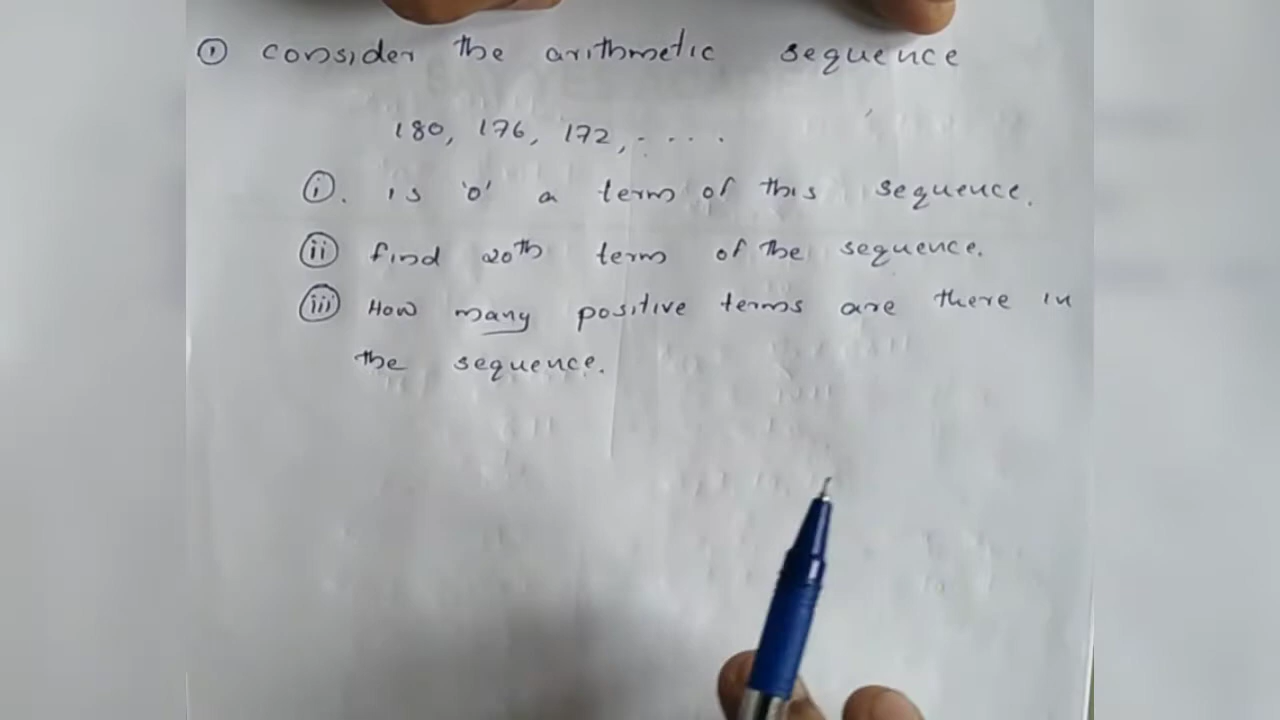 ① consider the arithmetic sequence
180, 176, 172, . . . .
ⓘ. is '0' a term of this sequence.
ⓘⓘ find 20th term of the sequence.
ⓘⓘⓘ How many positive terms are there in
the sequence.